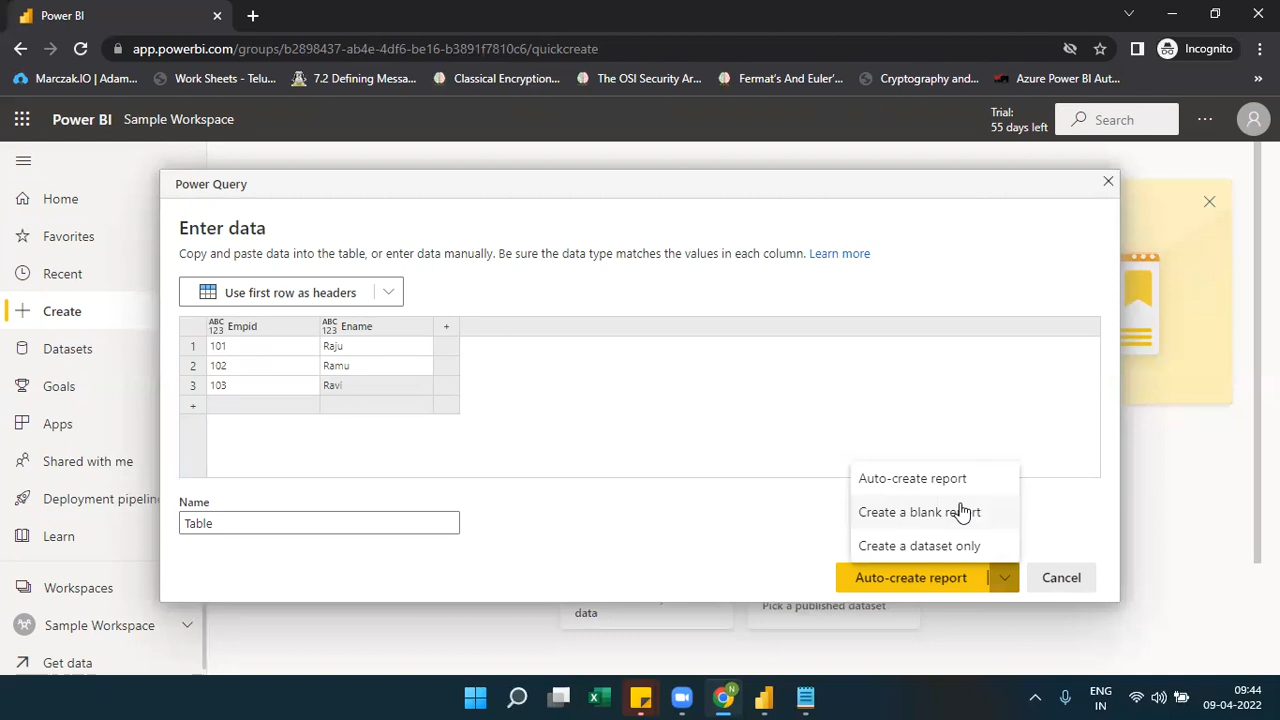 Power BI
app.powerbi.com/groups/b2898437-ab4e-4df6-be16-b3891f7810c6/quickcreate
Incognito
Marczak.IO | Adam...
Work Sheets - Telu...
7.2 Defining Messa...
Classical Encryption...
The OSI Security Ar...
Fermat's And Euler'...
Cryptography and...
Azure Power BI Aut...
Power BI Sample Workspace
Trial:
55 days left
Search
Home
Favorites
Recent
Create
Datasets
Goals
Apps
Shared with me
Deployment pipeline
Learn
Workspaces
Sample Workspace
Get data
Power Query
Enter data
Copy and paste data into the table, or enter data manually. Be sure the data type matches the values in each column. Learn more
Use first row as headers
ABC 123 Empid ABC 123 Ename +
1 101 Raju
2 102 Ramu
3 103 Ravi
+
Name
Table
Auto-create report
Create a blank report
Create a dataset only
Auto-create report
Cancel
data
Pick a published dataset
N
ENG
IN
09:44
09-04-2022